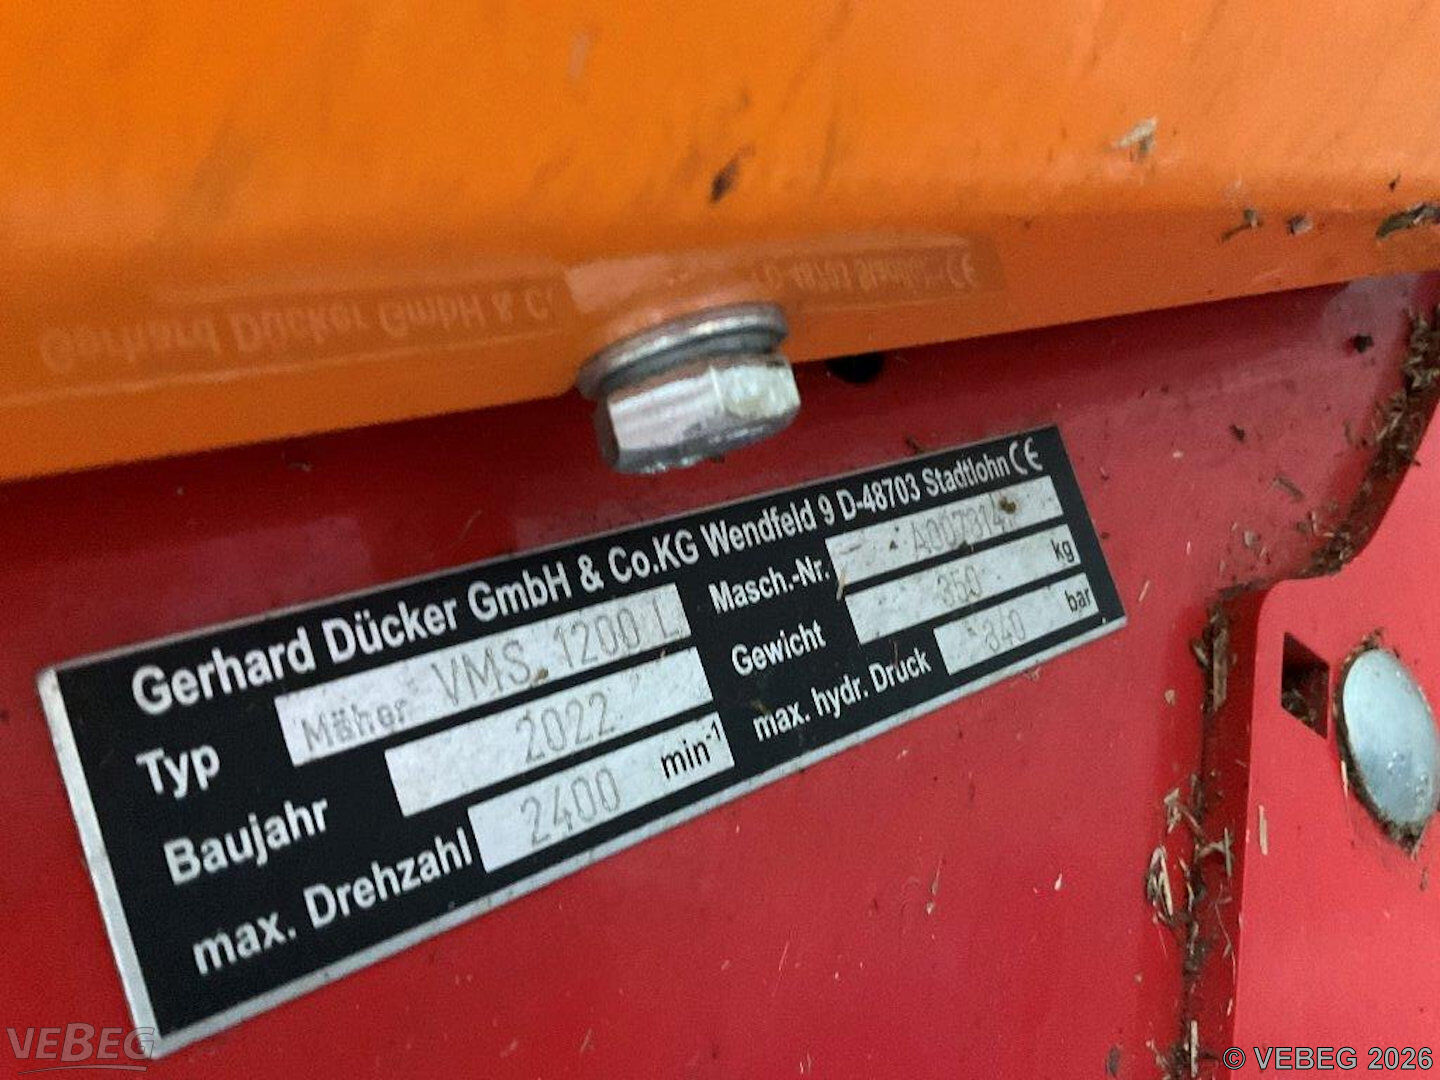 Gerhard Dücker GmbH & Co.KG Wendfeld 9 D-48703 Stadtlohn CE
Typ Mäher VMS 1200 L
Baujahr 2022
max. Drehzahl 2400 min-1
Masch.-Nr.
Gewicht 350 kg
max. hydr. Druck 340 bar
VEBEG
© VEBEG 2026